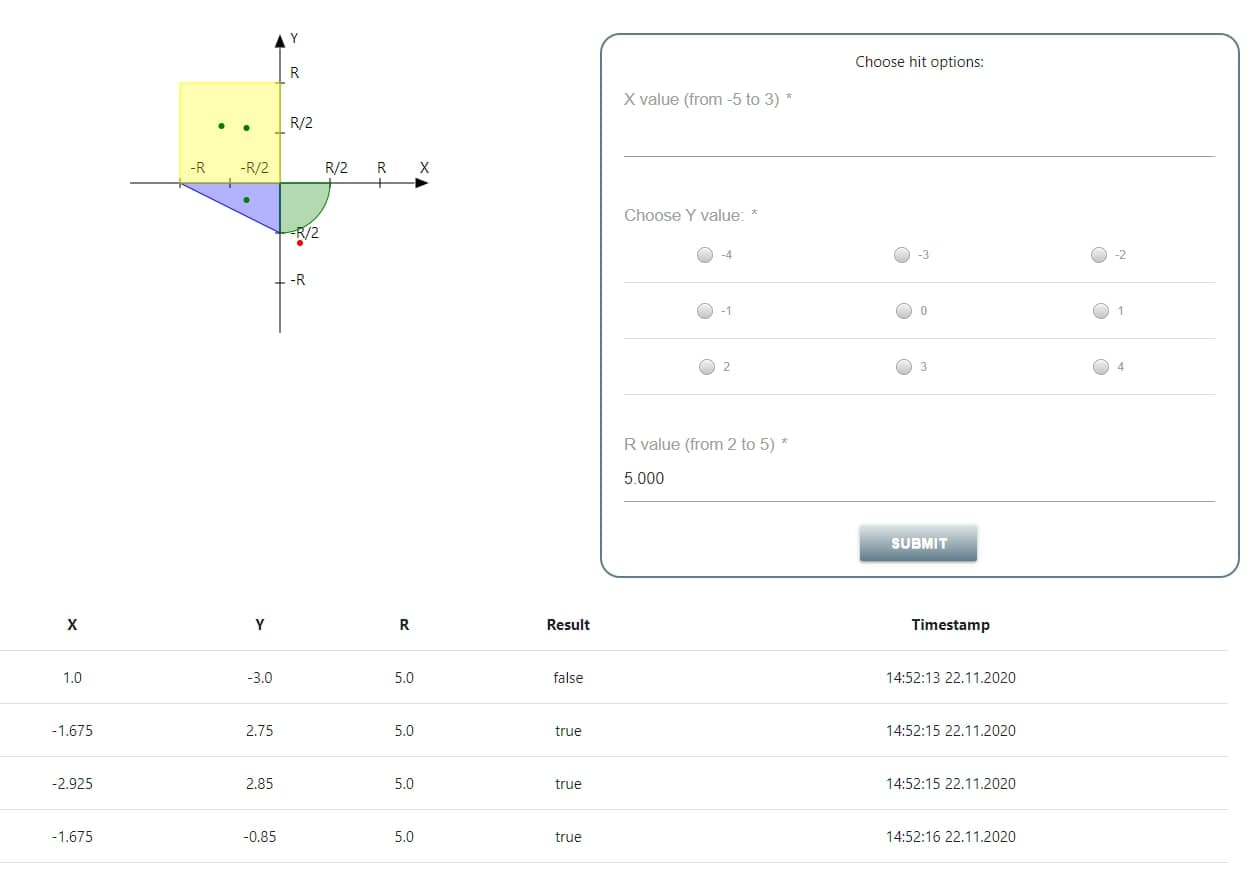 Y
R
R/2
-R -R/2 R/2 R X
-R/2
-R
Choose hit options:
X value (from -5 to 3) *
Choose Y value: *
-4 -3 -2
-1 0 1
2 3 4
R value (from 2 to 5) *
5.000
SUBMIT
X Y R Result Timestamp
1.0 -3.0 5.0 false 14:52:13 22.11.2020
-1.675 2.75 5.0 true 14:52:15 22.11.2020
-2.925 2.85 5.0 true 14:52:15 22.11.2020
-1.675 -0.85 5.0 true 14:52:16 22.11.2020